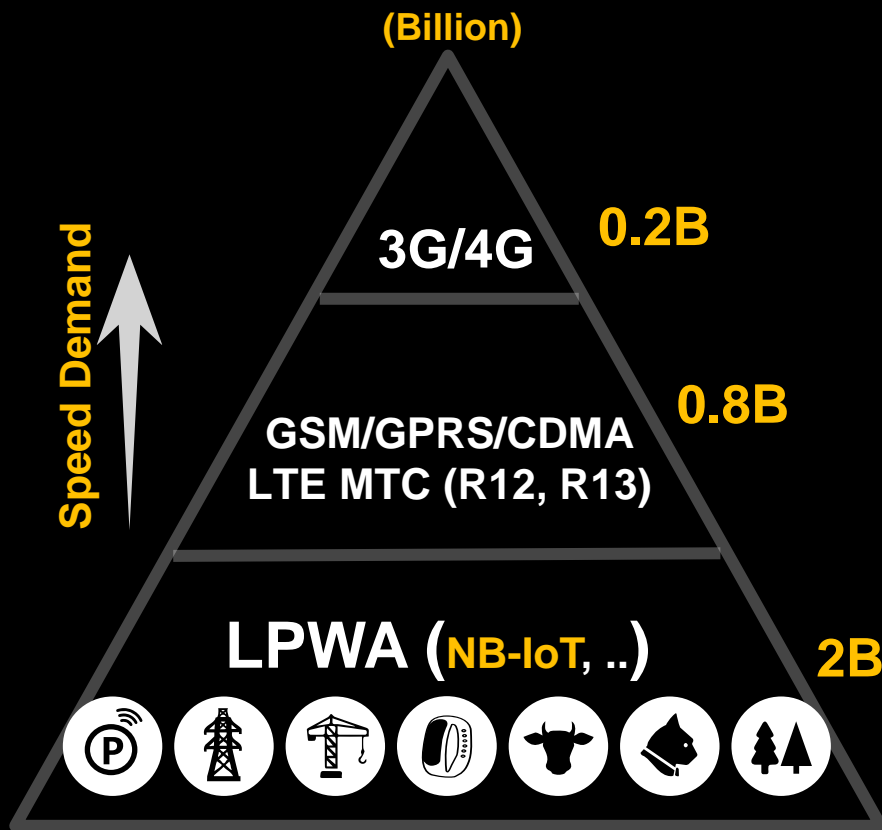 (Billion)
Speed Demand
3G/4G
0.2B
GSM/GPRS/CDMA
LTE MTC (R12, R13)
0.8B
LPWA (NB-IoT, ..)
2B
P